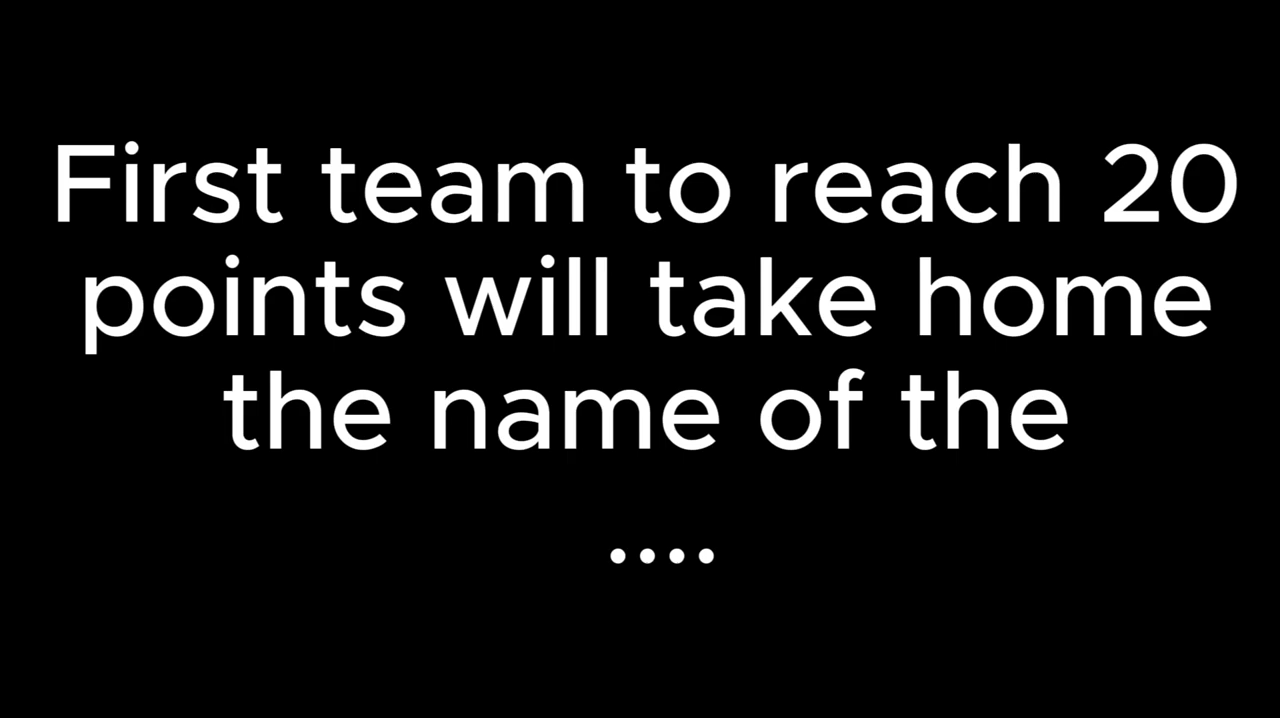 First team to reach 20
points will take home
the name of the
....